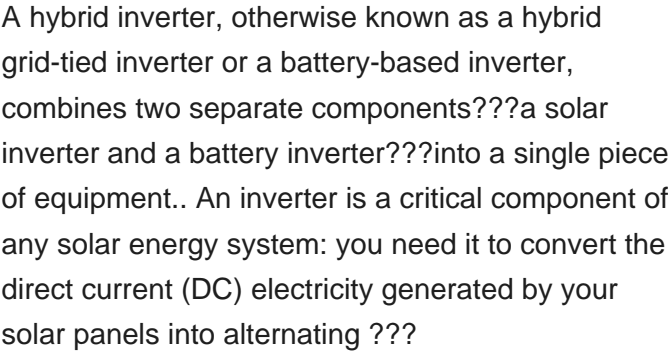 A hybrid inverter, otherwise known as a hybrid
grid-tied inverter or a battery-based inverter,
combines two separate components???a solar
inverter and a battery inverter???into a single piece
of equipment.. An inverter is a critical component of
any solar energy system: you need it to convert the
direct current (DC) electricity generated by your
solar panels into alternating ???